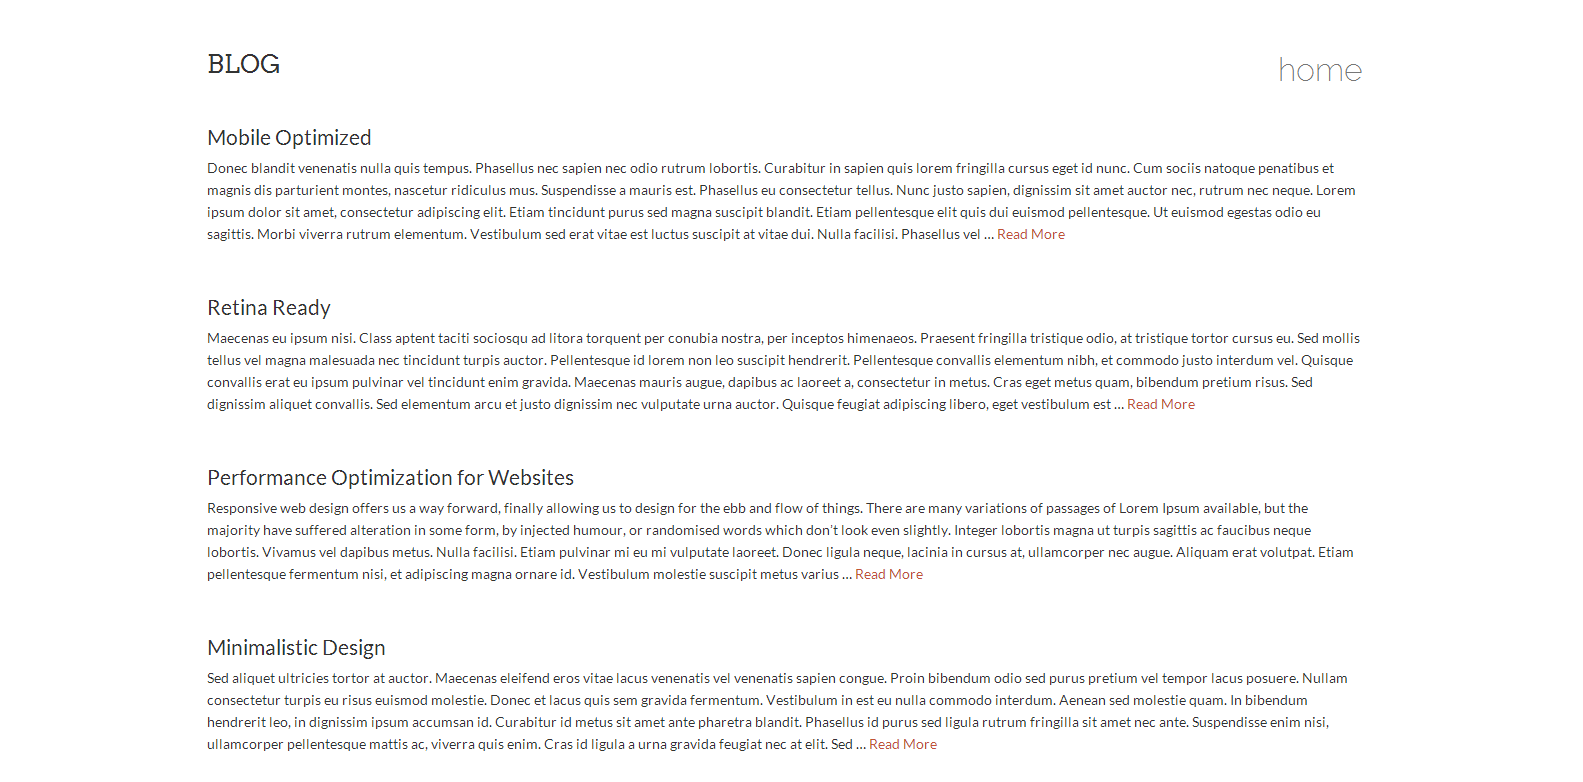 BLOG
home
Mobile Optimized
Donec blandit venenatis nulla quis tempus. Phasellus nec sapien nec odio rutrum lobortis. Curabitur in sapien quis lorem fringilla cursus eget id nunc. Cum sociis natoque penatibus et
magnis dis parturient montes, nascetur ridiculus mus. Suspendisse a mauris est. Phasellus eu consectetur tellus. Nunc justo sapien, dignissim sit amet auctor nec, rutrum nec neque. Lorem
ipsum dolor sit amet, consectetur adipiscing elit. Etiam tincidunt purus sed magna suscipit blandit. Etiam pellentesque elit quis dui euismod pellentesque. Ut euismod egestas odio eu
sagittis. Morbi viverra rutrum elementum. Vestibulum sed erat vitae est luctus suscipit at vitae dui. Nulla facilisi. Phasellus vel ... Read More
Retina Ready
Maecenas eu ipsum nisi. Class aptent taciti sociosqu ad litora torquent per conubia nostra, per inceptos himenaeos. Praesent fringilla tristique odio, at tristique tortor cursus eu. Sed mollis
tellus vel magna malesuada nec tincidunt turpis auctor. Pellentesque id lorem non leo suscipit hendrerit. Pellentesque convallis elementum nibh, et commodo justo interdum vel. Quisque
convallis erat eu ipsum pulvinar vel tincidunt enim gravida. Maecenas mauris augue, dapibus ac laoreet a, consectetur in metus. Cras eget metus quam, bibendum pretium risus. Sed
dignissim aliquet convallis. Sed elementum arcu et justo dignissim nec vulputate urna auctor. Quisque feugiat adipiscing libero, eget vestibulum est ... Read More
Performance Optimization for Websites
Responsive web design offers us a way forward, finally allowing us to design for the ebb and flow of things. There are many variations of passages of Lorem Ipsum available, but the
majority have suffered alteration in some form, by injected humour, or randomised words which don't look even slightly. Integer lobortis magna ut turpis sagittis ac faucibus neque
lobortis. Vivamus vel dapibus metus. Nulla facilisi. Etiam pulvinar mi eu mi vulputate laoreet. Donec ligula neque, lacinia in cursus at, ullamcorper nec augue. Aliquam erat volutpat. Etiam
pellentesque fermentum nisi, et adipiscing magna ornare id. Vestibulum molestie suscipit metus varius ... Read More
Minimalistic Design
Sed aliquet ultricies tortor at auctor. Maecenas eleifend eros vitae lacus venenatis vel venenatis sapien congue. Proin bibendum odio sed purus pretium vel tempor lacus posuere. Nullam
consectetur turpis eu risus euismod molestie. Donec et lacus quis sem gravida fermentum. Vestibulum in est eu nulla commodo interdum. Aenean sed molestie quam. In bibendum
hendrerit leo, in dignissim ipsum accumsan id. Curabitur id metus sit amet ante pharetra blandit. Phasellus id purus sed ligula rutrum fringilla sit amet nec ante. Suspendisse enim nisi,
ullamcorper pellentesque mattis ac, viverra quis enim. Cras id ligula a urna gravida feugiat nec at elit. Sed ... Read More